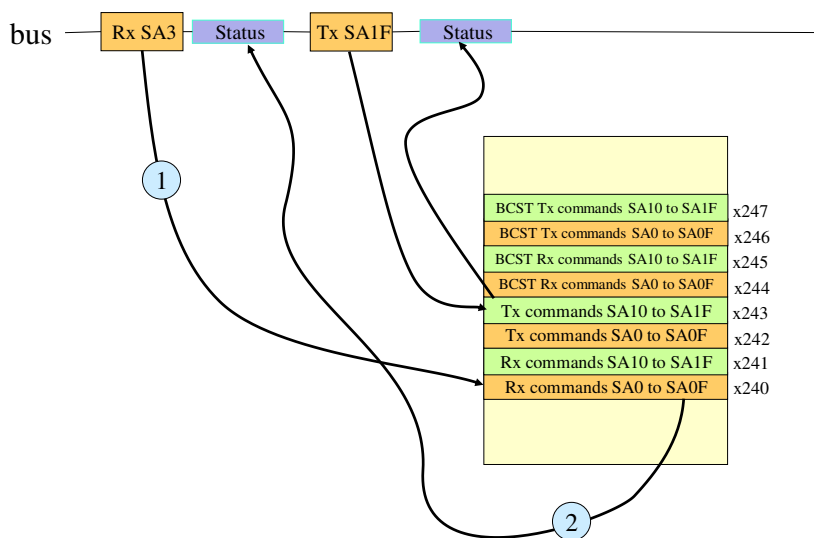 bus
Rx SA3
Status
Tx SA1F
Status
1
BCST Tx commands SA10 to SA1F
x247
BCST Tx commands SA0 to SA0F
x246
BCST Rx commands SA10 to SA1F
x245
BCST Rx commands SA0 to SA0F
x244
Tx commands SA10 to SA1F
x243
Tx commands SA0 to SA0F
x242
Rx commands SA10 to SA1F
x241
Rx commands SA0 to SA0F
x240
2